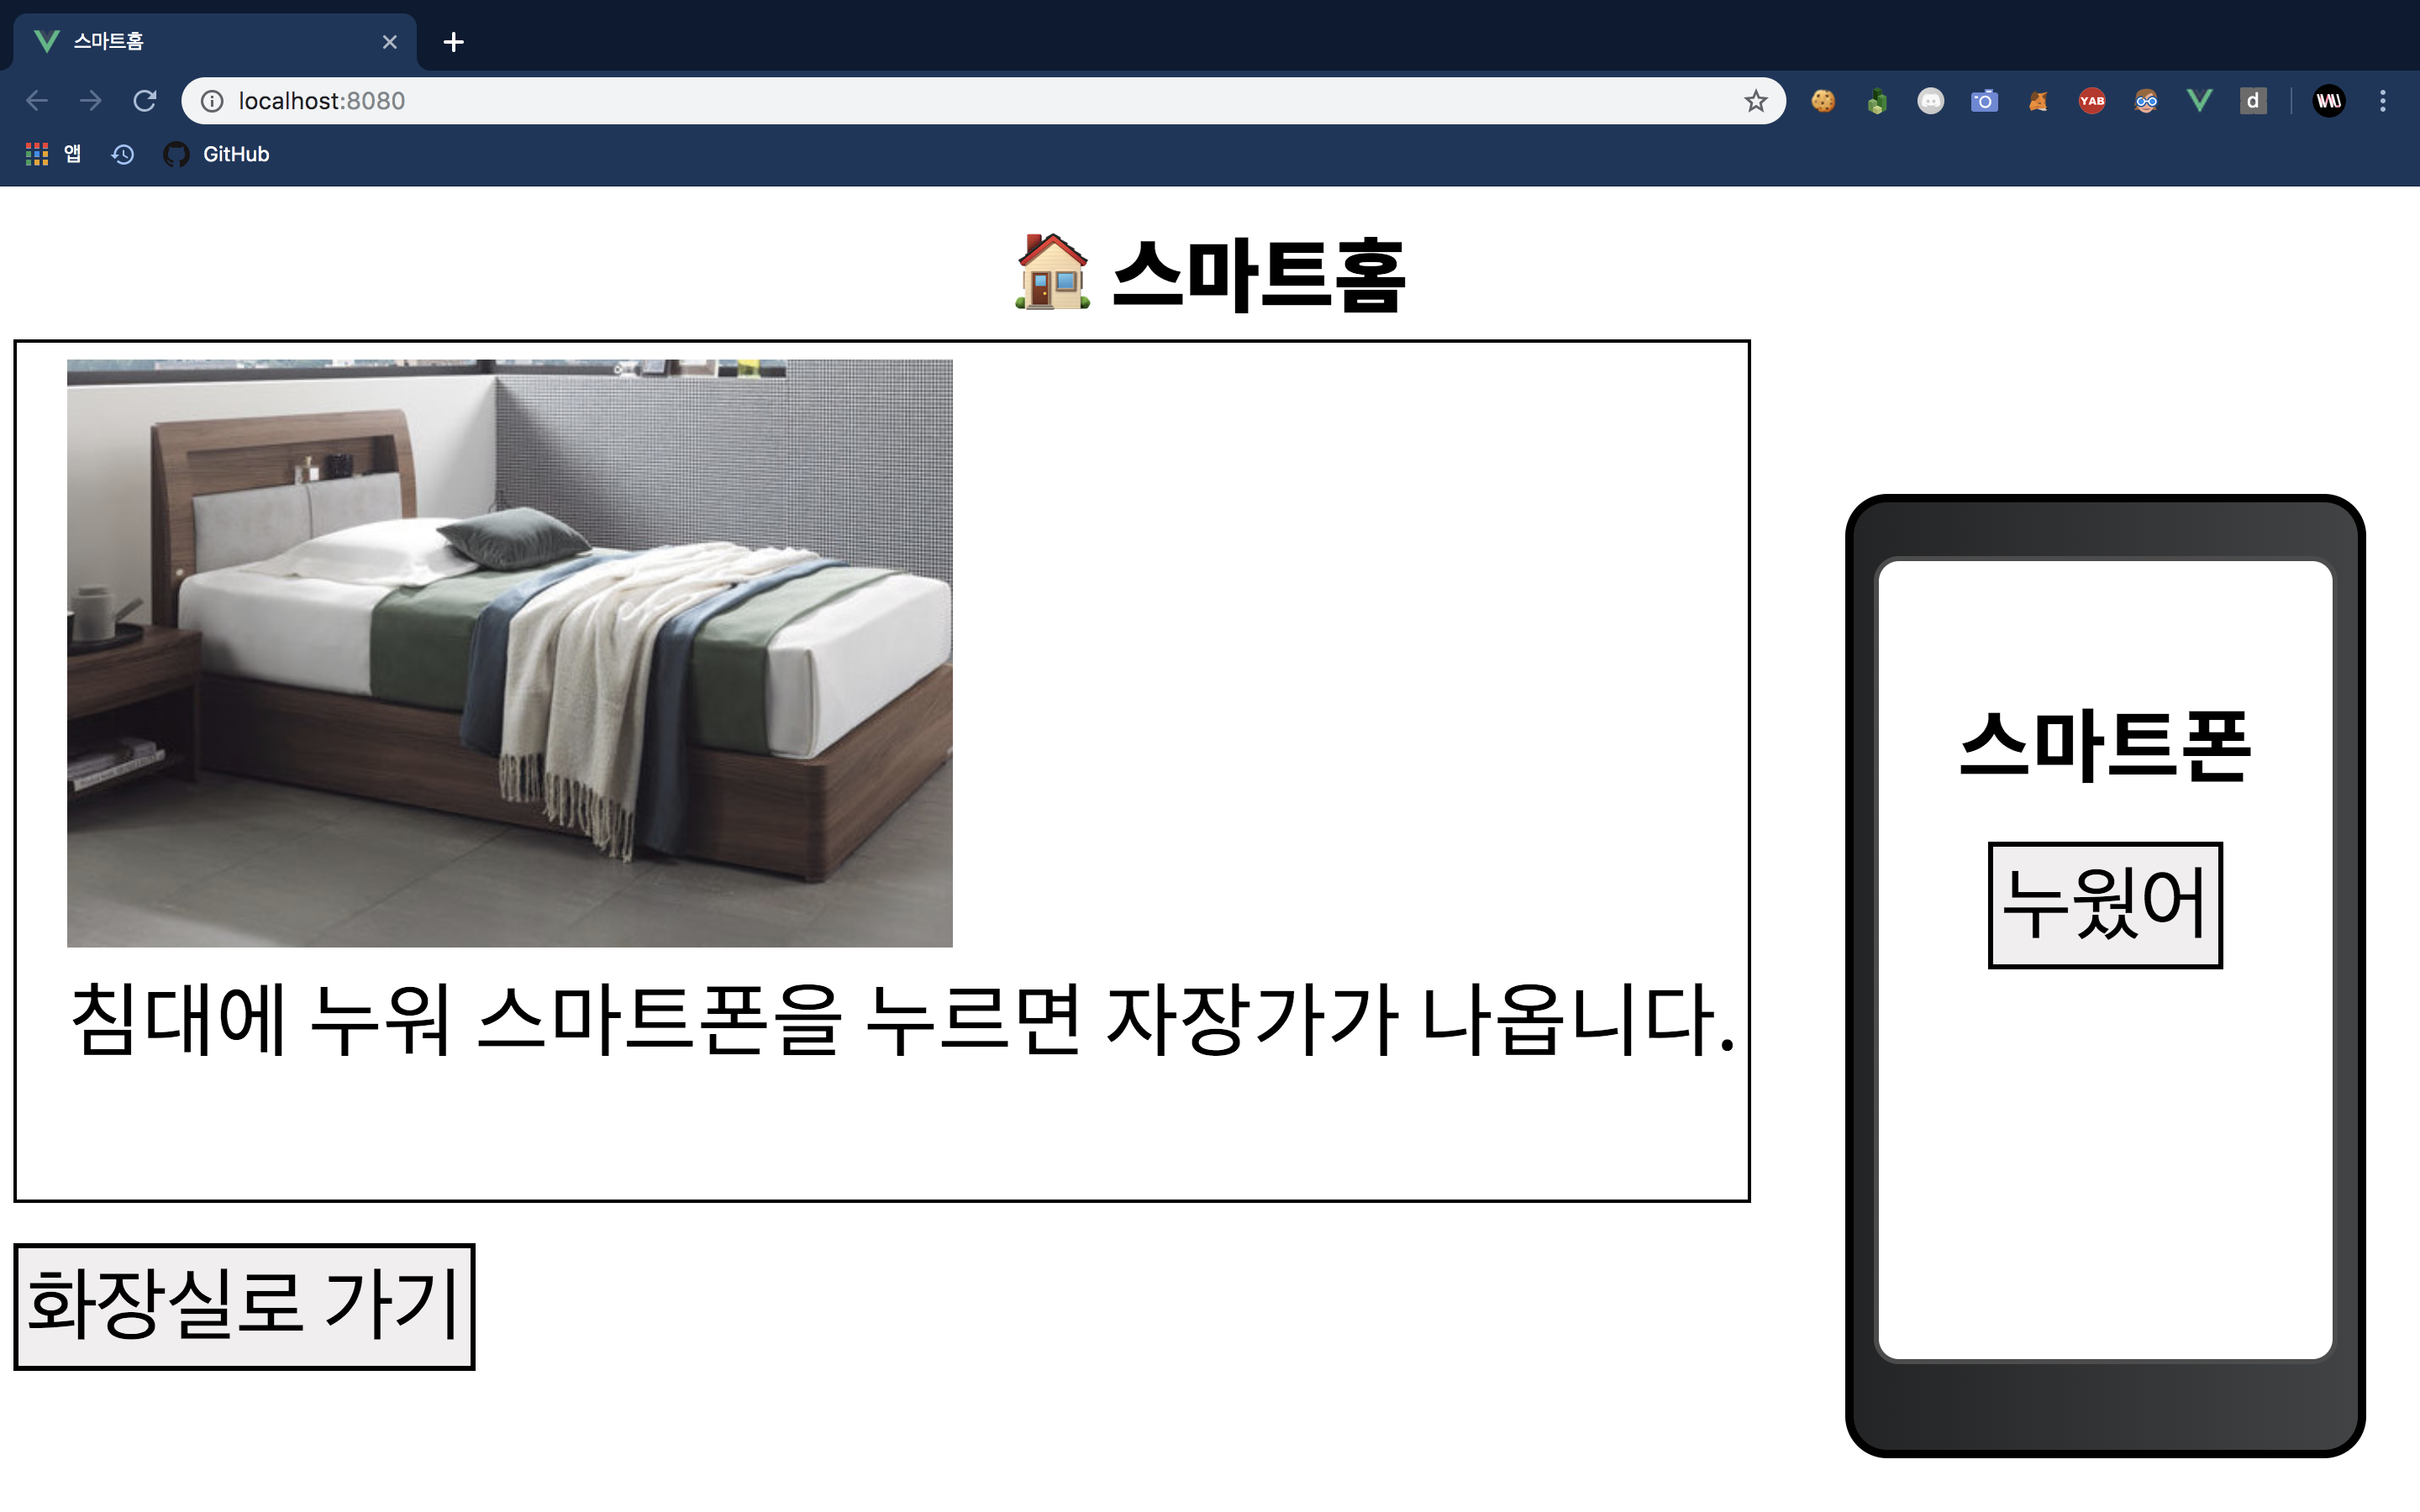 스마트홈
localhost:8080
YAB
d
앱
GitHub
🏠 스마트홈
침대에 누워 스마트폰을 누르면 자장가가 나옵니다.
화장실로 가기
스마트폰
누웠어